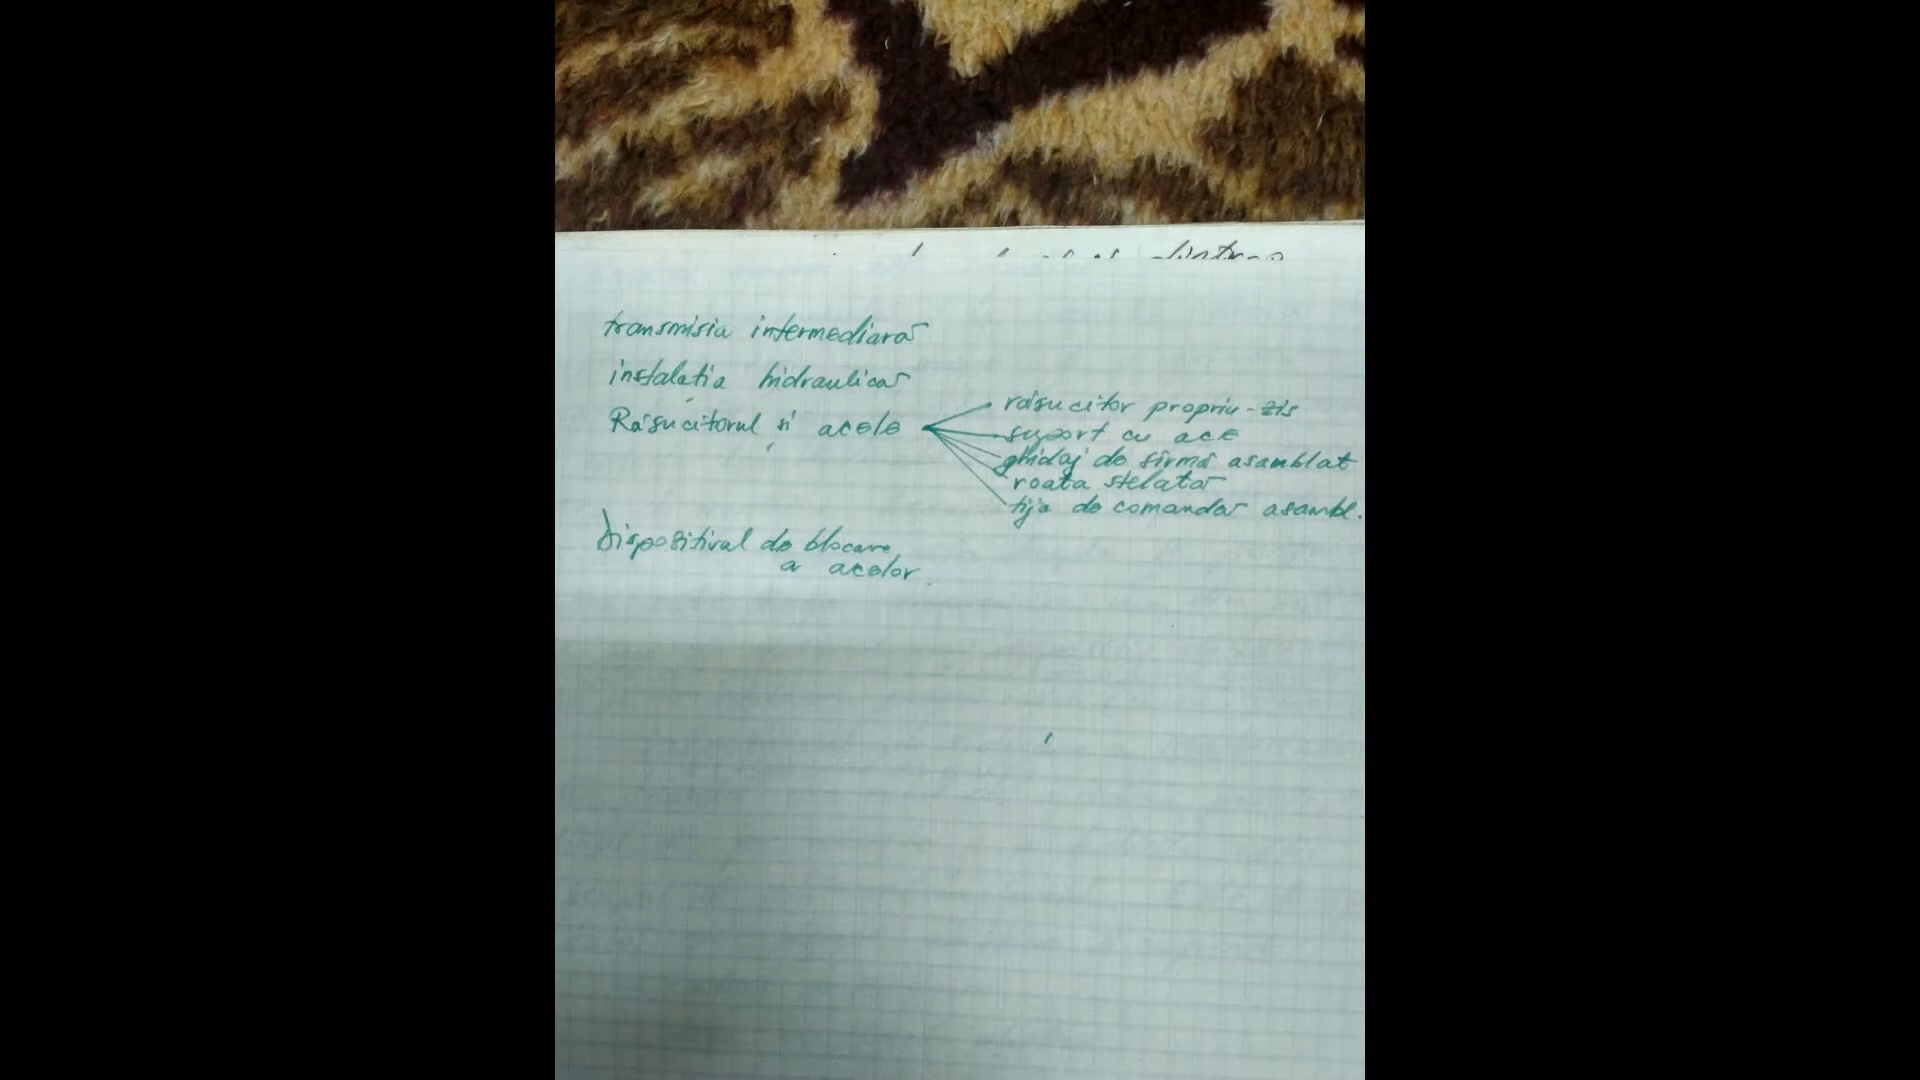 transmisia intermediară
instalația hidraulică
Răsucitorul și acele
răsucitor propriu-zis
suport cu ace
ghidaj de sîrmă asamblat
roata stelată
tija de comandă asambl.
Dispozitivul de blocare
a acelor